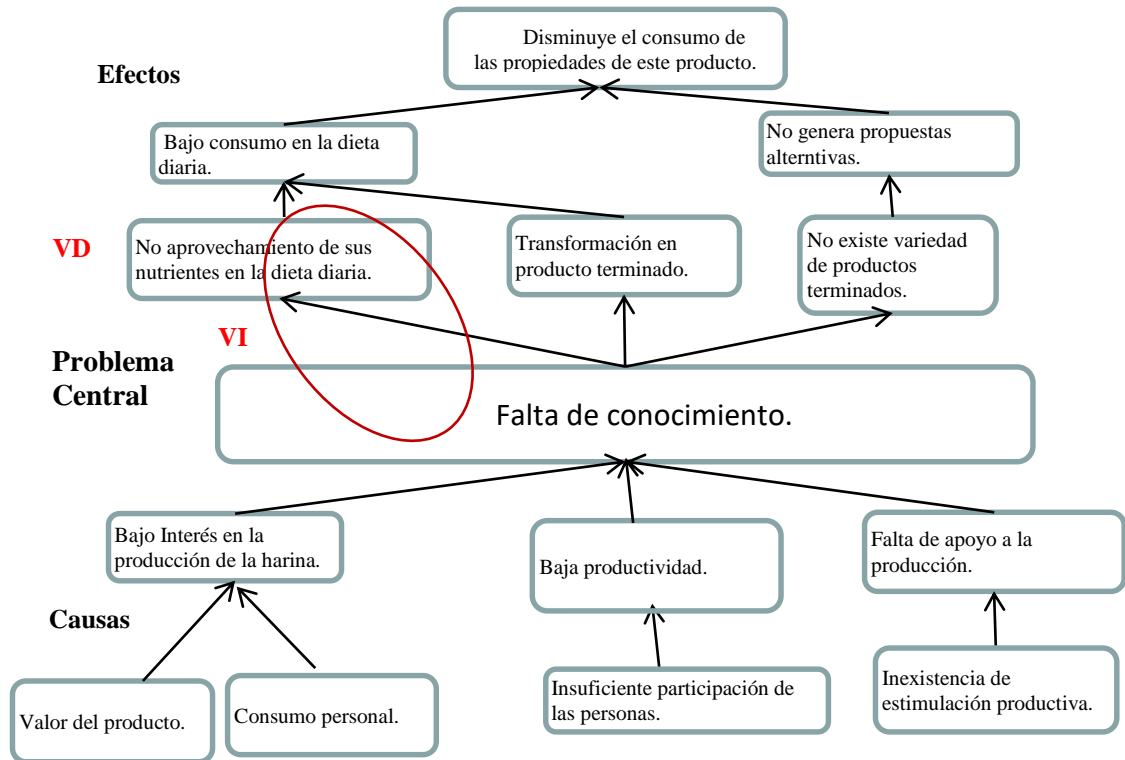 Disminuye el consumo de
las propiedades de este producto.
Efectos
Bajo consumo en la dieta
diaria.
No genera propuestas
alterntivas.
VD
No aprovechamiento de sus
nutrientes en la dieta diaria.
Transformación en
producto terminado.
No existe variedad
de productos
terminados.
VI
Problema
Central
Falta de conocimiento.
Bajo Interés en la
producción de la harina.
Baja productividad.
Falta de apoyo a la
producción.
Causas
Valor del producto.
Consumo personal.
Insuficiente participación de
las personas.
Inexistencia de
estimulación productiva.